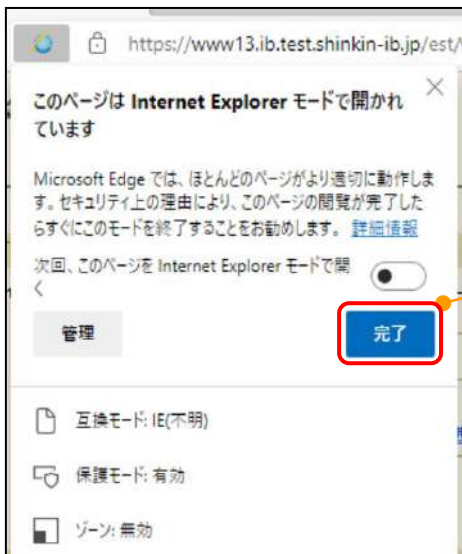 https://www13.ib.test.shinkin-ib.jp/est/
このページは Internet Explorer モードで開かれ
ています
Microsoft Edge では、ほとんどのページがより適切に動作しま
す。セキュリティ上の理由により、このページの閲覧が完了した
らすぐにこのモードを終了することをお勧めします。 詳細情報
次回、このページを Internet Explorer モードで開
く
管理
完了
互換モード: IE(不明)
保護モード: 有効
ゾーン: 無効